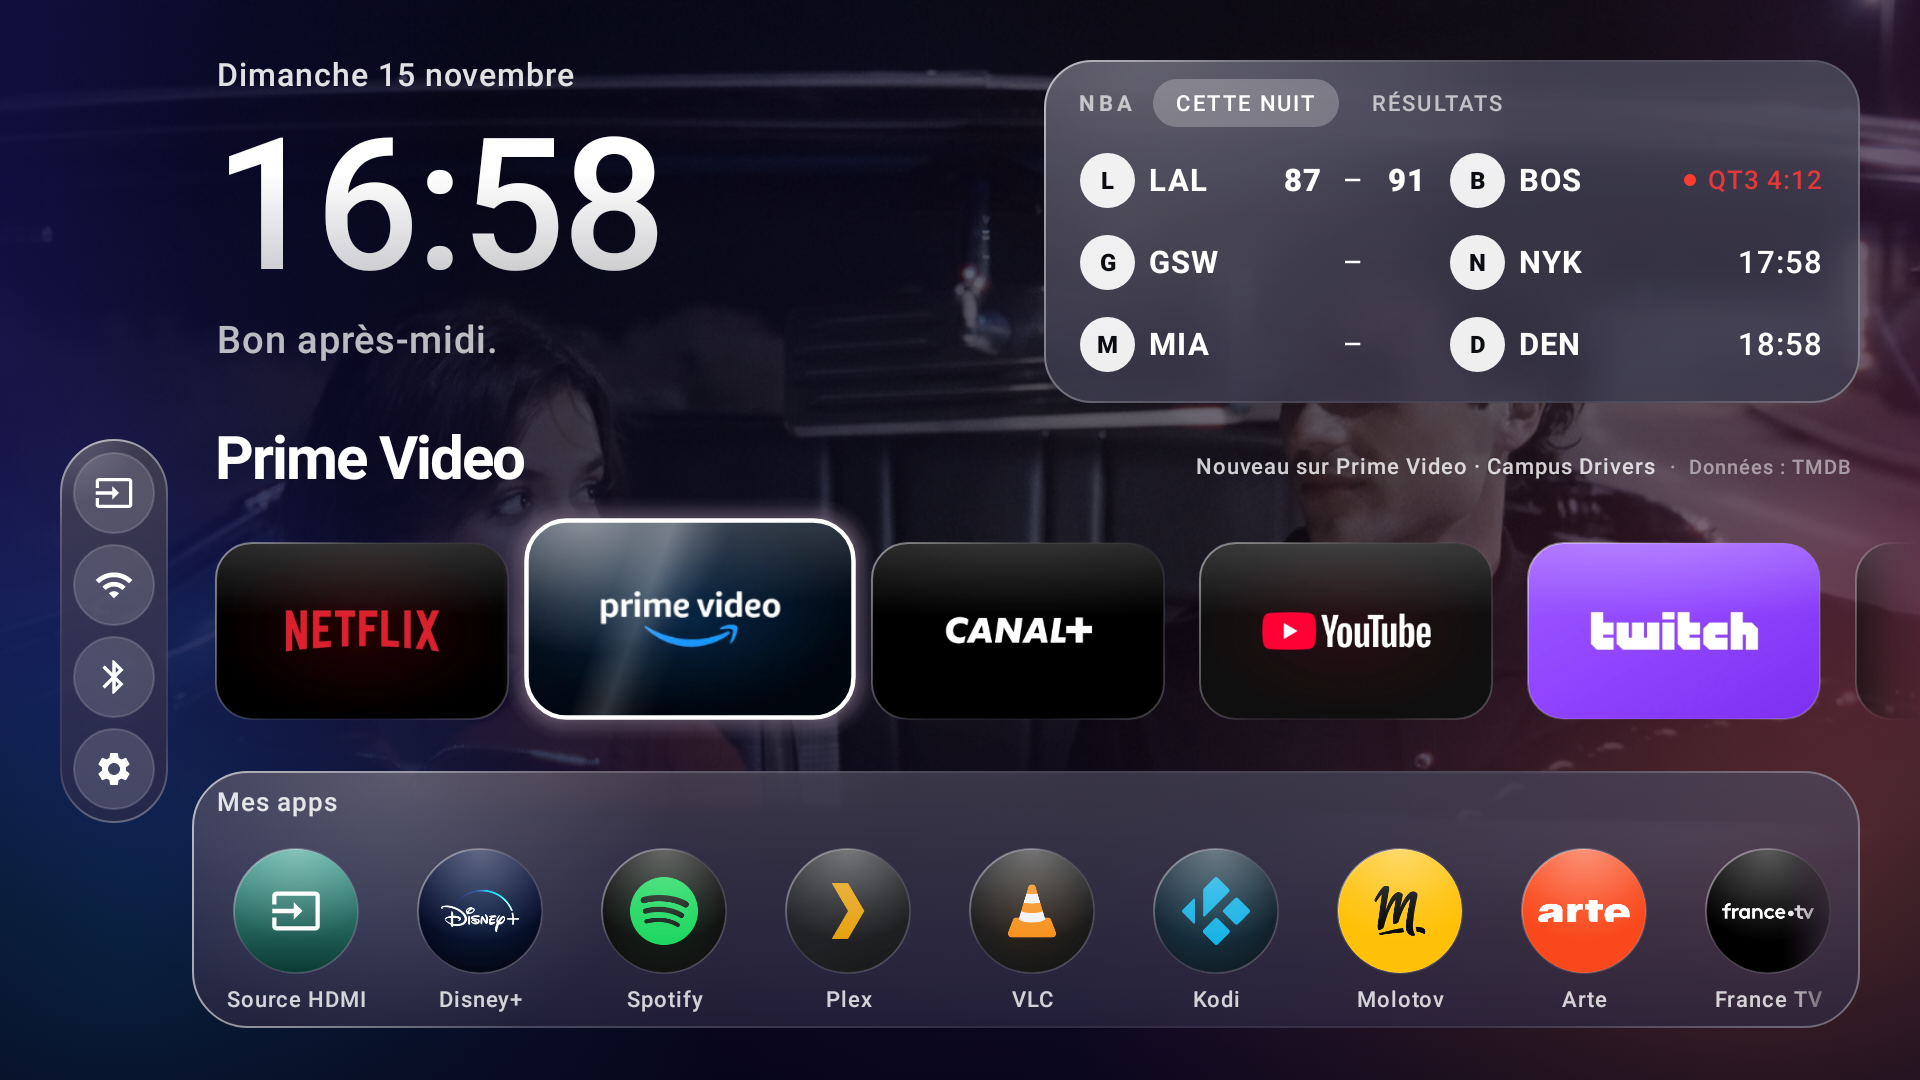 Dimanche 15 novembre
16:58
Bon après-midi.
NBA CETTE NUIT RÉSULTATS
L LAL 87 – 91 B BOS • QT3 4:12
G GSW – N NYK 17:58
M MIA – D DEN 18:58
Prime Video
Nouveau sur Prime Video · Campus Drivers · Données : TMDB
NETFLIX
prime video
CANAL+
YouTube
twitch
Mes apps
Disney+
m.
arte
france•tv
Source HDMI
Disney+
Spotify
Plex
VLC
Kodi
Molotov
Arte
France TV